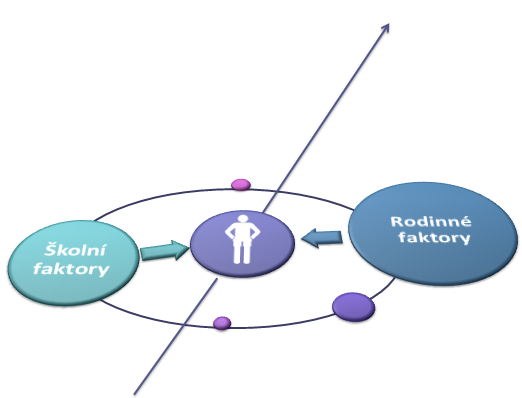 Školní
faktory
Rodinné
faktory